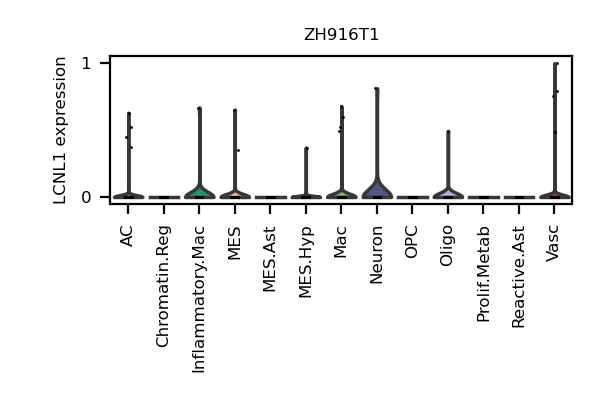 ZH916T1
LCNL1 expression
1
0
AC
Chromatin.Reg
Inflammatory.Mac
MES
MES.Ast
MES.Hyp
Mac
Neuron
OPC
Oligo
Prolif.Metab
Reactive.Ast
Vasc